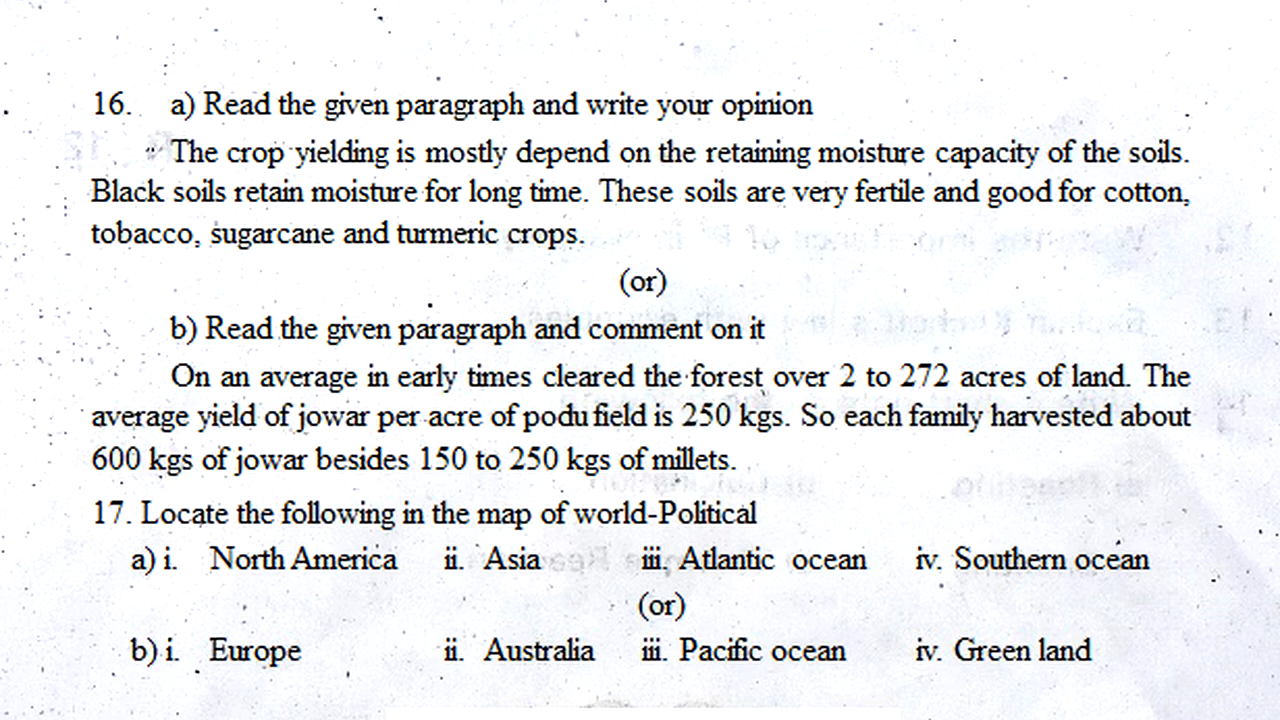 16. a) Read the given paragraph and write your opinion
The crop yielding is mostly depend on the retaining moisture capacity of the soils.
Black soils retain moisture for long time. These soils are very fertile and good for cotton,
tobacco, sugarcane and turmeric crops.
(or)
b) Read the given paragraph and comment on it
On an average in early times cleared the forest over 2 to 272 acres of land. The
average yield of jowar per acre of podu field is 250 kgs. So each family harvested about
600 kgs of jowar besides 150 to 250 kgs of millets.
17. Locate the following in the map of world-Political
a) i. North America ii. Asia iii. Atlantic ocean iv. Southern ocean
(or)
b) i. Europe ii. Australia iii. Pacific ocean iv. Green land